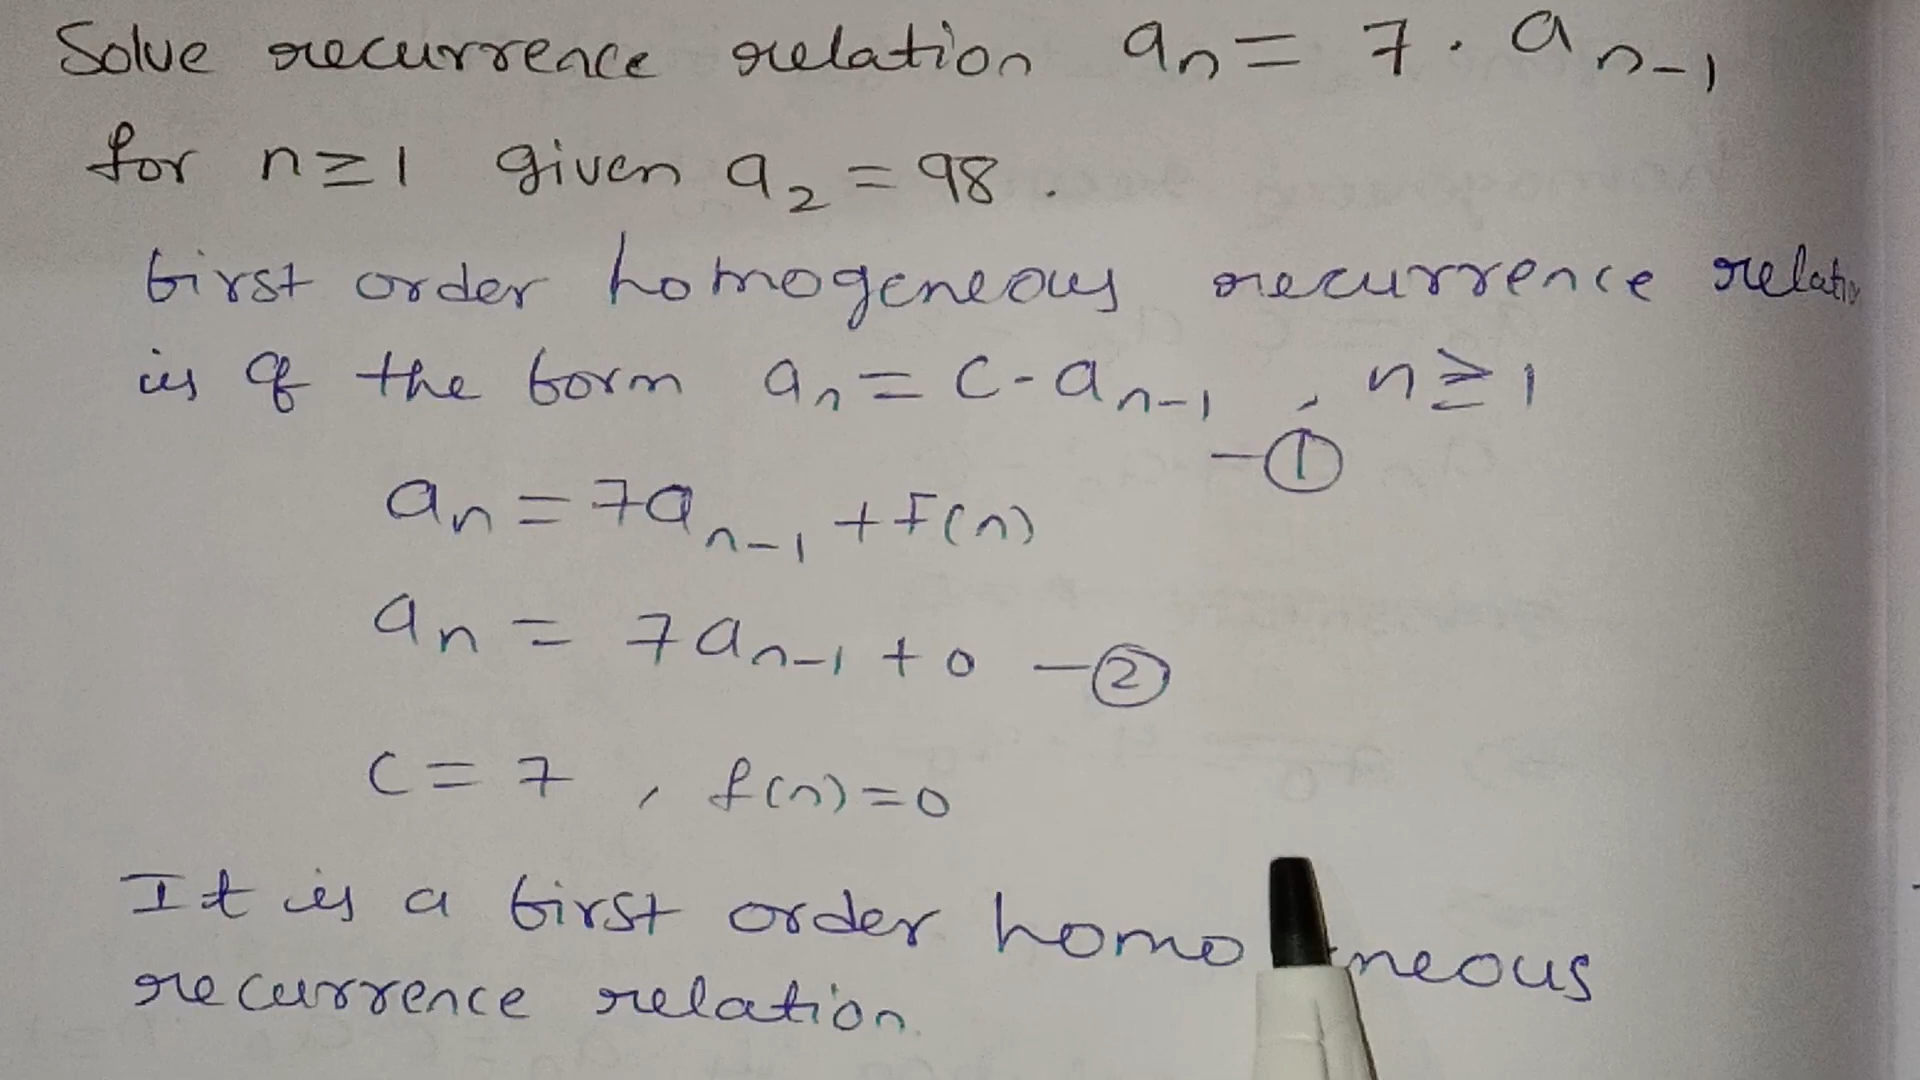 Solve recurrence relation aₙ = 7 . aₙ₋₁
for n ≥ 1 given a₂ = 98 .
first order homogeneous recurrence relatio
is of the form aₙ = C - aₙ₋₁ , n ≥ 1
- ①
aₙ = 7aₙ₋₁ + F(n)
aₙ = 7aₙ₋₁ + 0 - ②
C = 7 , f(n) = 0
It is a first order homo neous
recurrence relation.